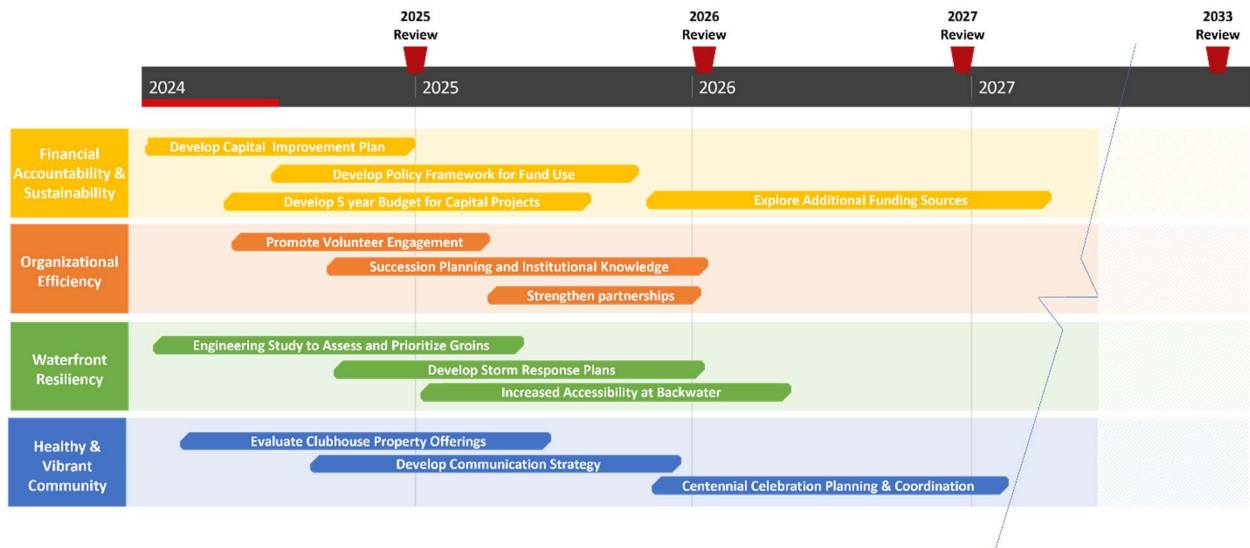 2025
Review
2026
Review
2027
Review
2033
Review
2024
2025
2026
2027
Financial
Accountability &
Sustainability
Develop Capital Improvement Plan
Develop Policy Framework for Fund Use
Develop 5 year Budget for Capital Projects
Explore Additional Funding Sources
Organizational
Efficiency
Promote Volunteer Engagement
Succession Planning and Institutional Knowledge
Strengthen partnerships
Waterfront
Resiliency
Engineering Study to Assess and Prioritize Groins
Develop Storm Response Plans
Increased Accessibility at Backwater
Healthy &
Vibrant
Community
Evaluate Clubhouse Property Offerings
Develop Communication Strategy
Centennial Celebration Planning & Coordination